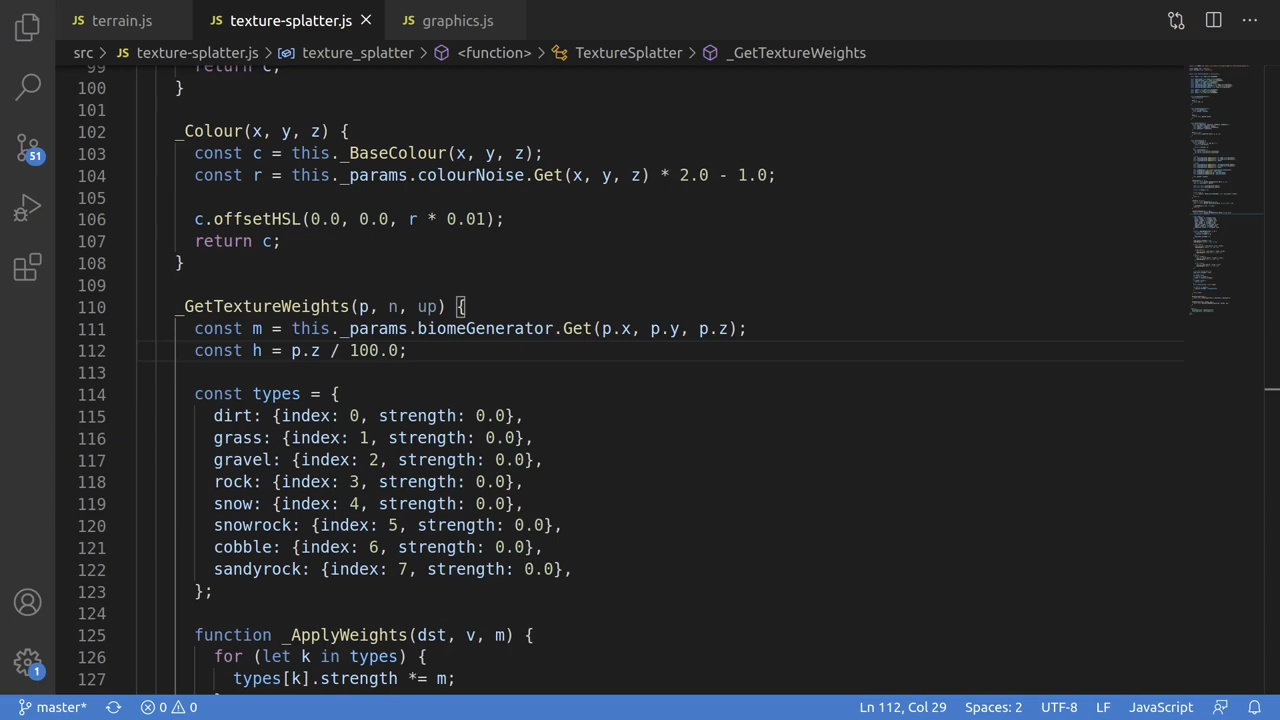 JS terrain.js
JS texture-splatter.js
JS graphics.js
src > JS texture-splatter.js > texture_splatter > <function> > TextureSplatter > _GetTextureWeights
99 return c;
100 }
101
102 _Colour(x, y, z) {
103 const c = this._BaseColour(x, y, z);
104 const r = this._params.colourNoise.Get(x, y, z) * 2.0 - 1.0;
105
106 c.offsetHSL(0.0, 0.0, r * 0.01);
107 return c;
108 }
109
110 _GetTextureWeights(p, n, up) {
111 const m = this._params.biomeGenerator.Get(p.x, p.y, p.z);
112 const h = p.z / 100.0;
113
114 const types = {
115 dirt: {index: 0, strength: 0.0},
116 grass: {index: 1, strength: 0.0},
117 gravel: {index: 2, strength: 0.0},
118 rock: {index: 3, strength: 0.0},
119 snow: {index: 4, strength: 0.0},
120 snowrock: {index: 5, strength: 0.0},
121 cobble: {index: 6, strength: 0.0},
122 sandyrock: {index: 7, strength: 0.0},
123 };
124
125 function _ApplyWeights(dst, v, m) {
126 for (let k in types) {
127 types[k].strength *= m;
51
1
master* 0 0 Ln 112, Col 29 Spaces: 2 UTF-8 LF JavaScript